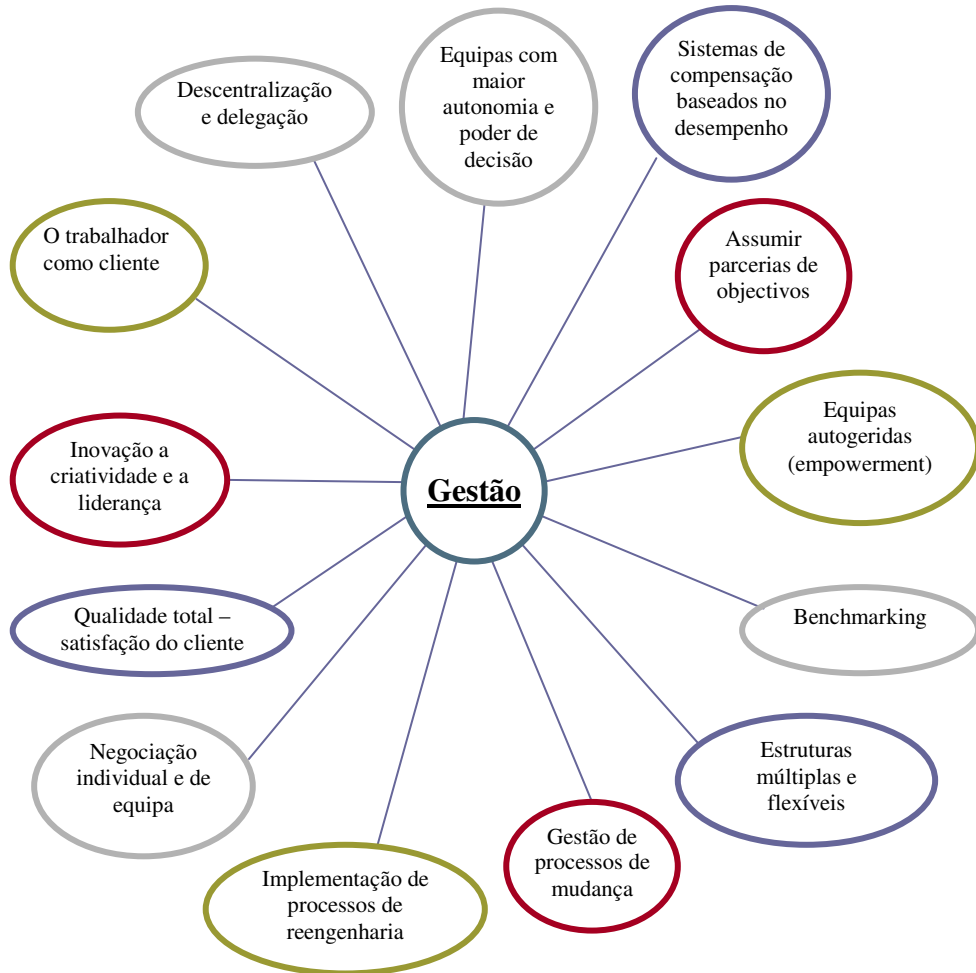 Descentralização
e delegação
Equipas com
maior
autonomia e
poder de
decisão
Sistemas de
compensação
baseados no
desempenho
O trabalhador
como cliente
Assumir
parcerias de
objectivos
Inovação a
criatividade e a
liderança
Gestão
Equipas
autogeridas
(empowerment)
Qualidade total –
satisfação do cliente
Benchmarking
Negociação
individual e de
equipa
Estruturas
múltiplas e
flexíveis
Implementação de
processos de
reengenharia
Gestão de
processos de
mudança